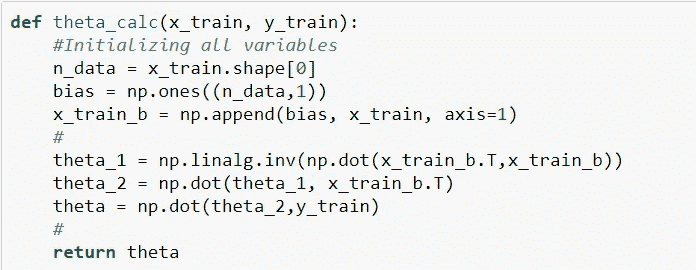 def theta_calc(x_train, y_train):
    #Initializing all variables
    n_data = x_train.shape[0]
    bias = np.ones((n_data,1))
    x_train_b = np.append(bias, x_train, axis=1)
    #
    theta_1 = np.linalg.inv(np.dot(x_train_b.T,x_train_b))
    theta_2 = np.dot(theta_1, x_train_b.T)
    theta = np.dot(theta_2,y_train)
    #
    return theta